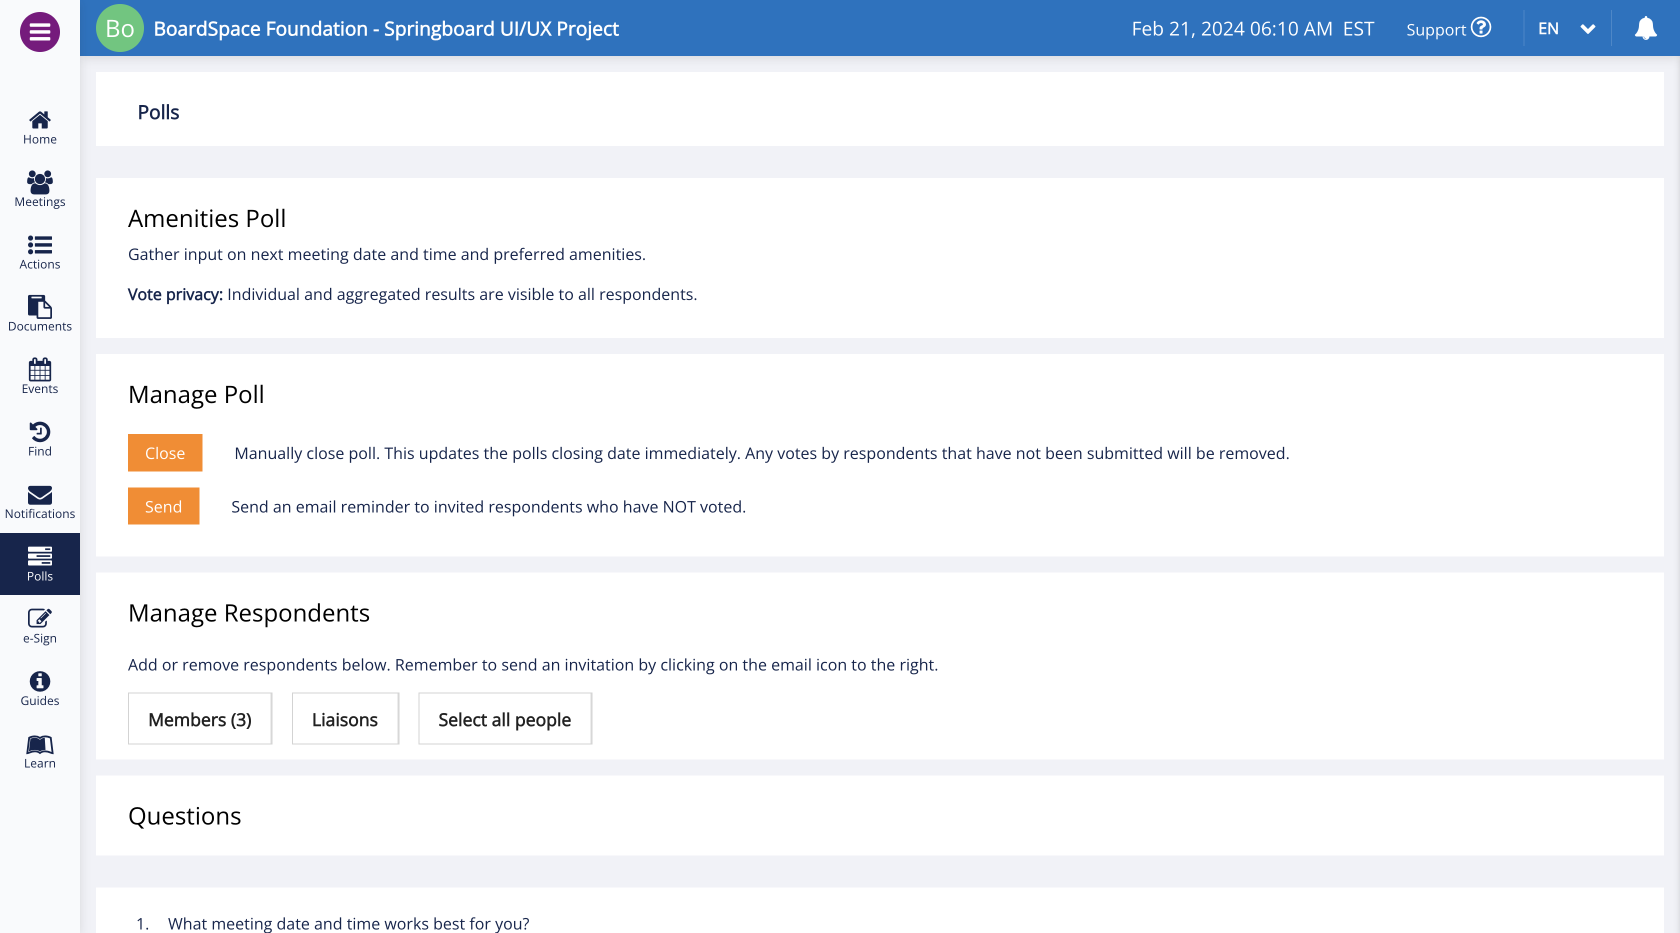 Bo BoardSpace Foundation - Springboard UI/UX Project Feb 21, 2024 06:10 AM EST Support ? EN
Home
Meetings
Actions
Documents
Events
Find
Notifications
Polls
e-Sign
Guides
Learn
Polls
Amenities Poll
Gather input on next meeting date and time and preferred amenities.
Vote privacy: Individual and aggregated results are visible to all respondents.
Manage Poll
Close Manually close poll. This updates the polls closing date immediately. Any votes by respondents that have not been submitted will be removed.
Send Send an email reminder to invited respondents who have NOT voted.
Manage Respondents
Add or remove respondents below. Remember to send an invitation by clicking on the email icon to the right.
Members (3) Liaisons Select all people
Questions
1. What meeting date and time works best for you?